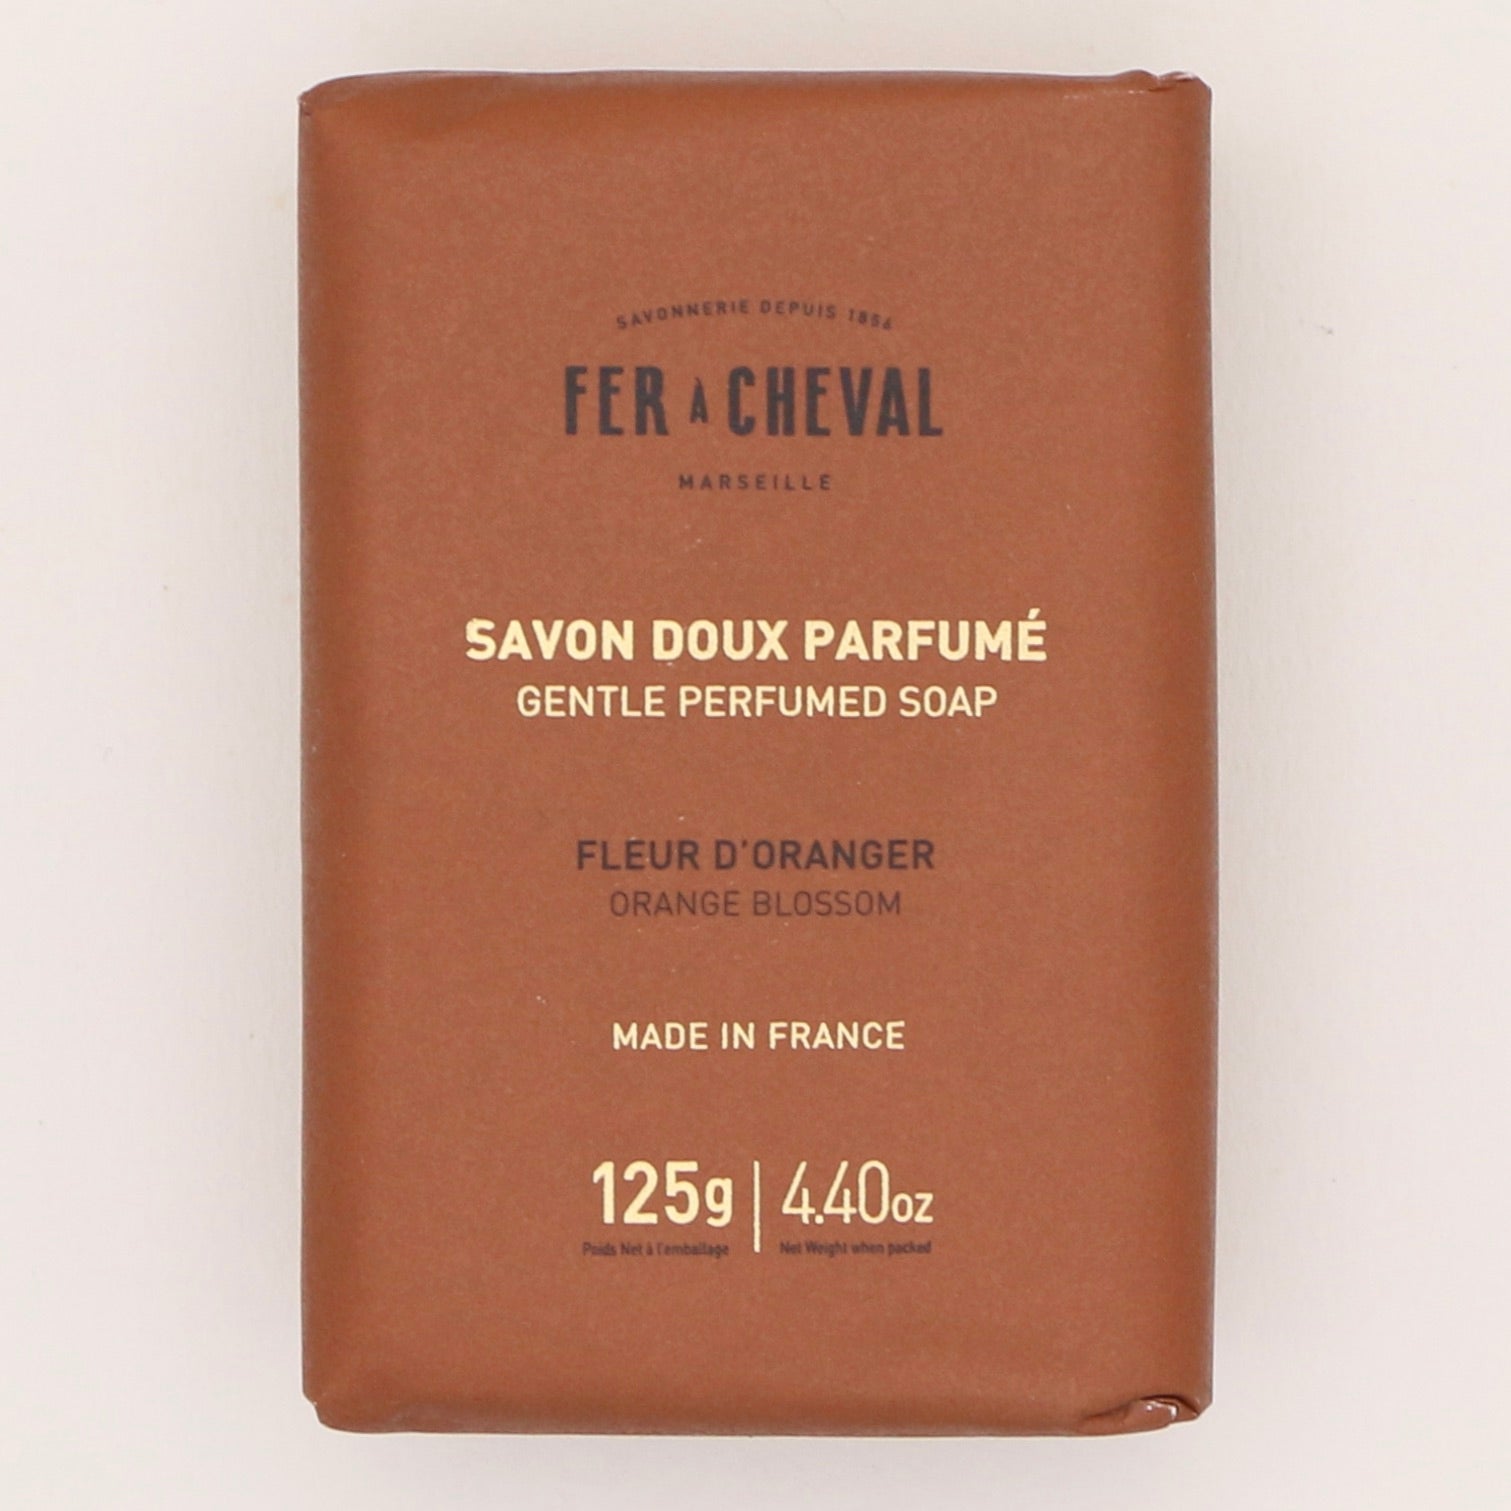 SAVONNERIE DEPUIS 1856
FER À CHEVAL
MARSEILLE
SAVON DOUX PARFUMÉ
GENTLE PERFUMED SOAP
FLEUR D'ORANGER
ORANGE BLOSSOM
MADE IN FRANCE
125g | 4.40oz
Poids Net à l'emballage Net Weight when packed